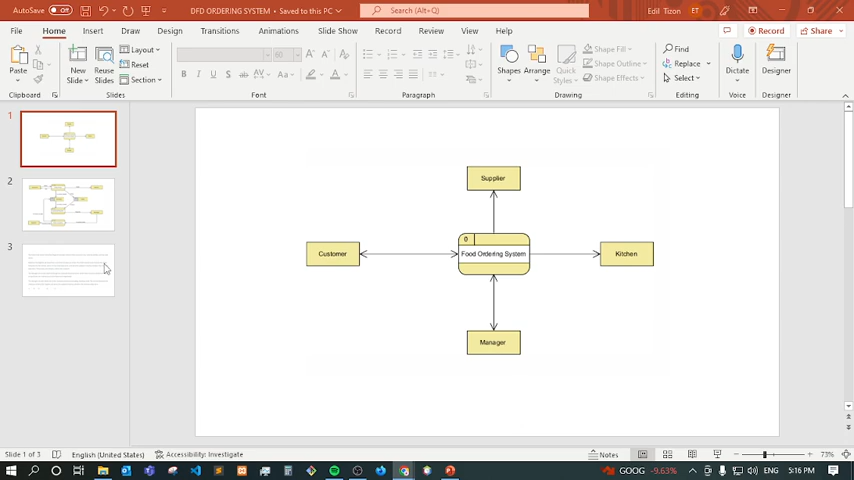 AutoSave Off DFD ORDERING SYSTEM • Saved to this PC Search (Alt+Q) Edil Tizon ET
File Home Insert Draw Design Transitions Animations Slide Show Record Review View Help Record Share
Paste New Slide Layout Reuse Slides Reset Section 60 Shapes Arrange Quick Styles Shape Fill Shape Outline Shape Effects Find Replace Select Dictate Designer
Clipboard Slides Font Paragraph Drawing Editing Voice Designer
1
2
3
Supplier
0
Customer
Food Ordering System
Kitchen
Manager
Slide 1 of 3 English (United States) Accessibility: Investigate Notes 73%
GOOG -9.63% ENG 5:16 PM